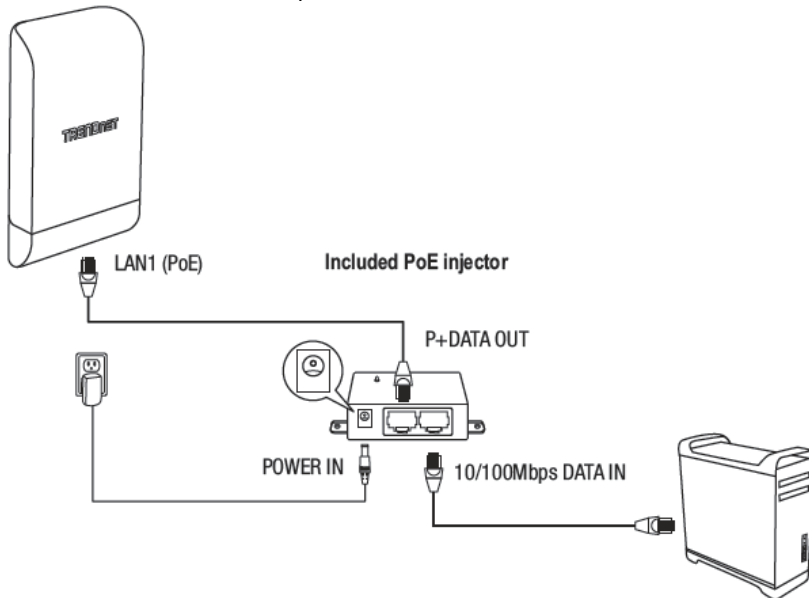 TRENDNET
LAN1 (PoE)
Included PoE injector
P+DATA OUT
POWER IN
10/100Mbps DATA IN